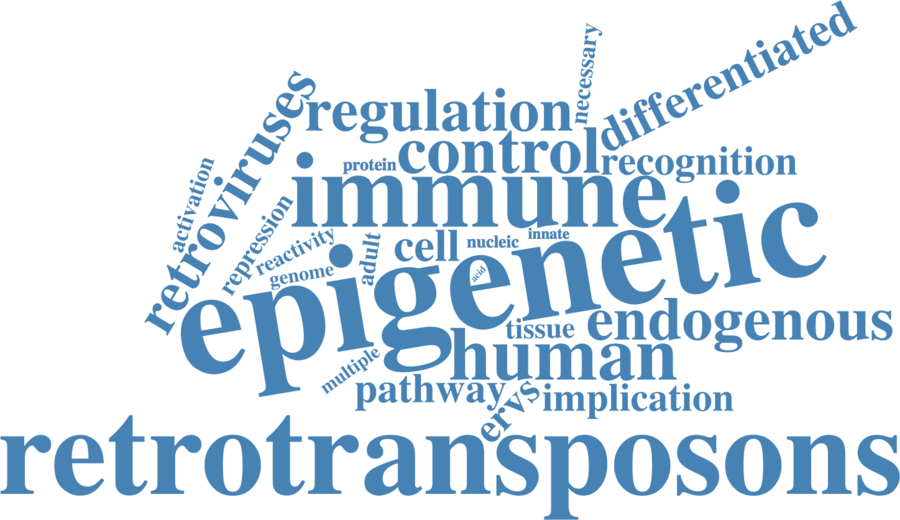 necessary
differentiated
regulation
retroviruses
control
protein
recognition
activation
immune
repression
reactivity
genome
adult
cell
nucleic
innate
acid
epigenetic
tissue
endogenous
human
multiple
pathway
ervs
implication
retrotransposons